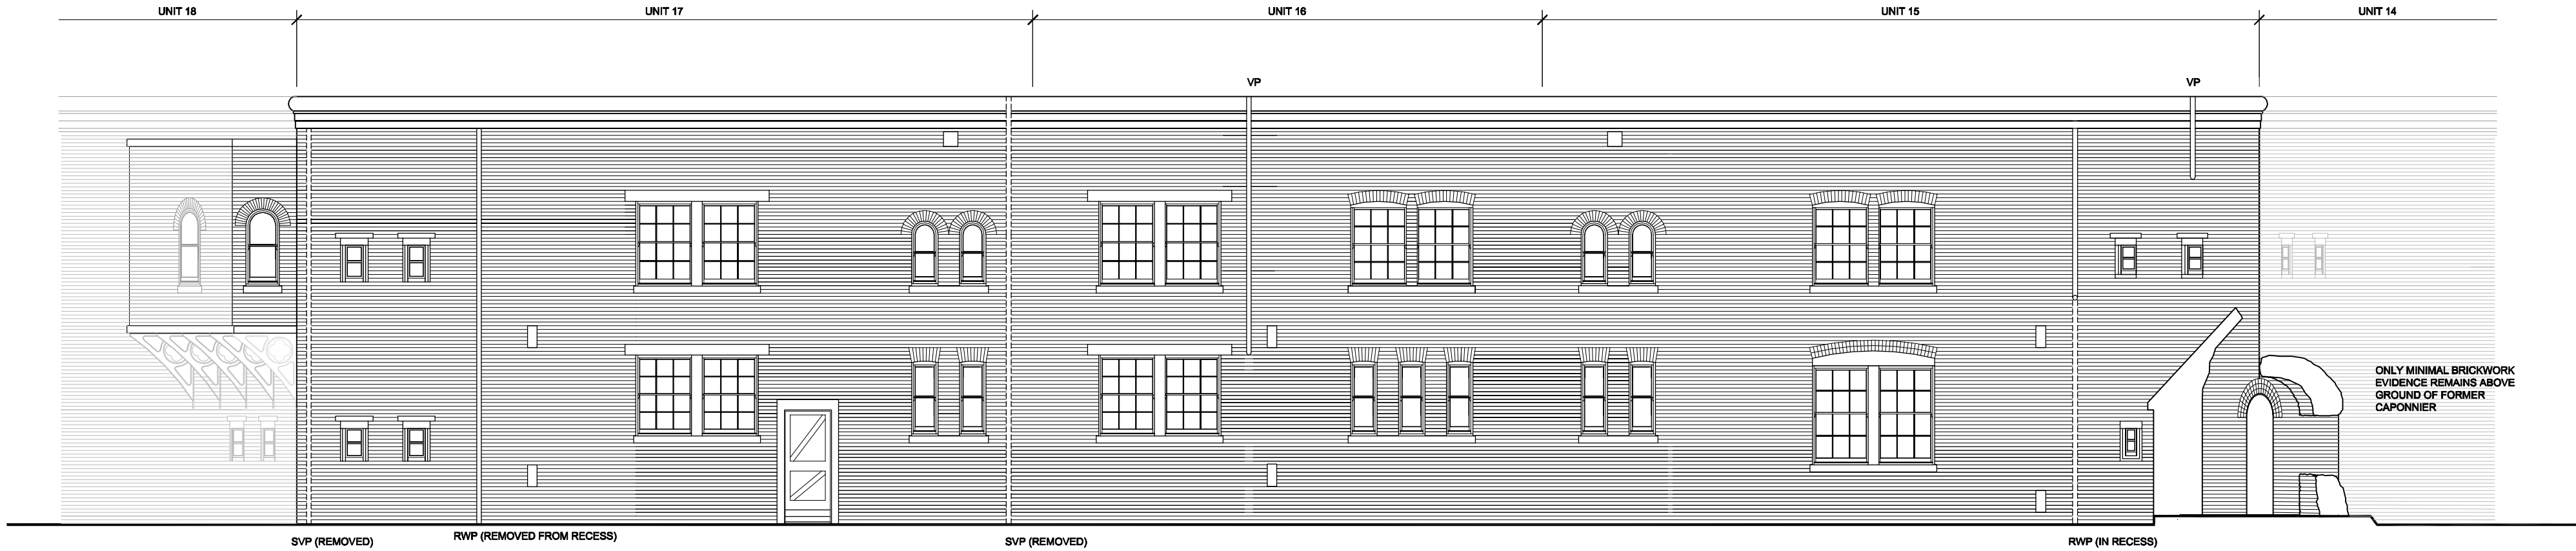 UNIT 18
UNIT 17
UNIT 16
UNIT 15
UNIT 14
VP
VP
ONLY MINIMAL BRICKWORK
EVIDENCE REMAINS ABOVE
GROUND OF FORMER
CAPONNIER
SVP (REMOVED)
RWP (REMOVED FROM RECESS)
SVP (REMOVED)
RWP (IN RECESS)